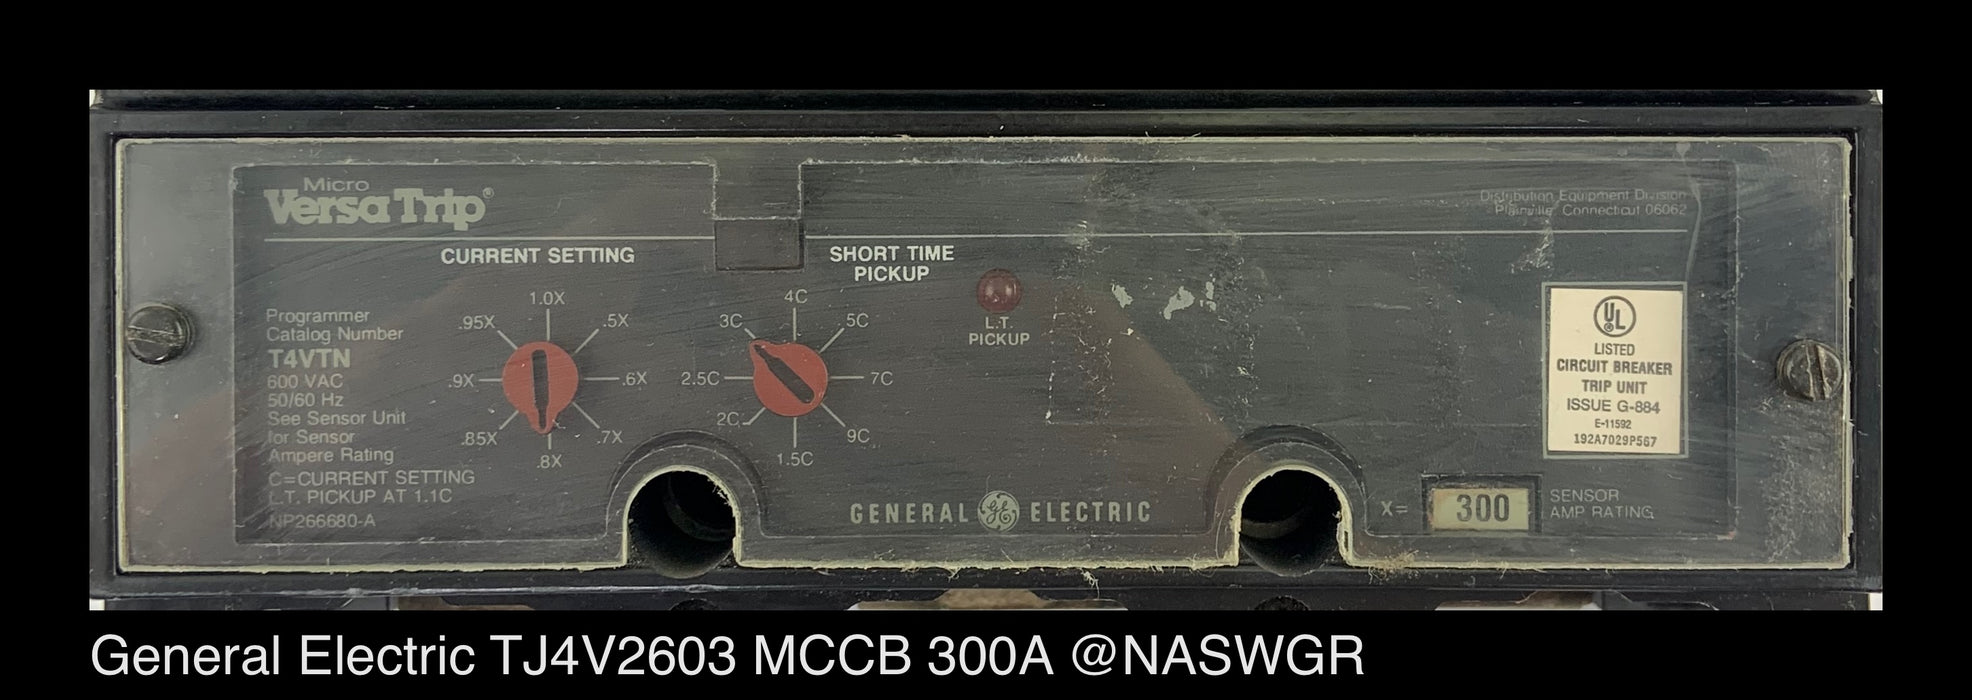 Micro
VersaTrip®
Distribution Equipment Division
Plainville, Connecticut 06062
CURRENT SETTING
SHORT TIME
PICKUP
1.0X
.95X
.5X
.9X
.6X
.85X
.7X
.8X
4C
3C
5C
2.5C
7C
2C
9C
1.5C
L.T.
PICKUP
Programmer
Catalog Number
T4VTN
600 VAC
50/60 Hz
See Sensor Unit
for Sensor
Ampere Rating
C=CURRENT SETTING
L.T. PICKUP AT 1.1C
NP266680-A
UL
LISTED
CIRCUIT BREAKER
TRIP UNIT
ISSUE G-884
E-11592
192A7029P567
GENERAL GE ELECTRIC
X= 300 SENSOR
AMP RATING
General Electric TJ4V2603 MCCB 300A @NASWGR